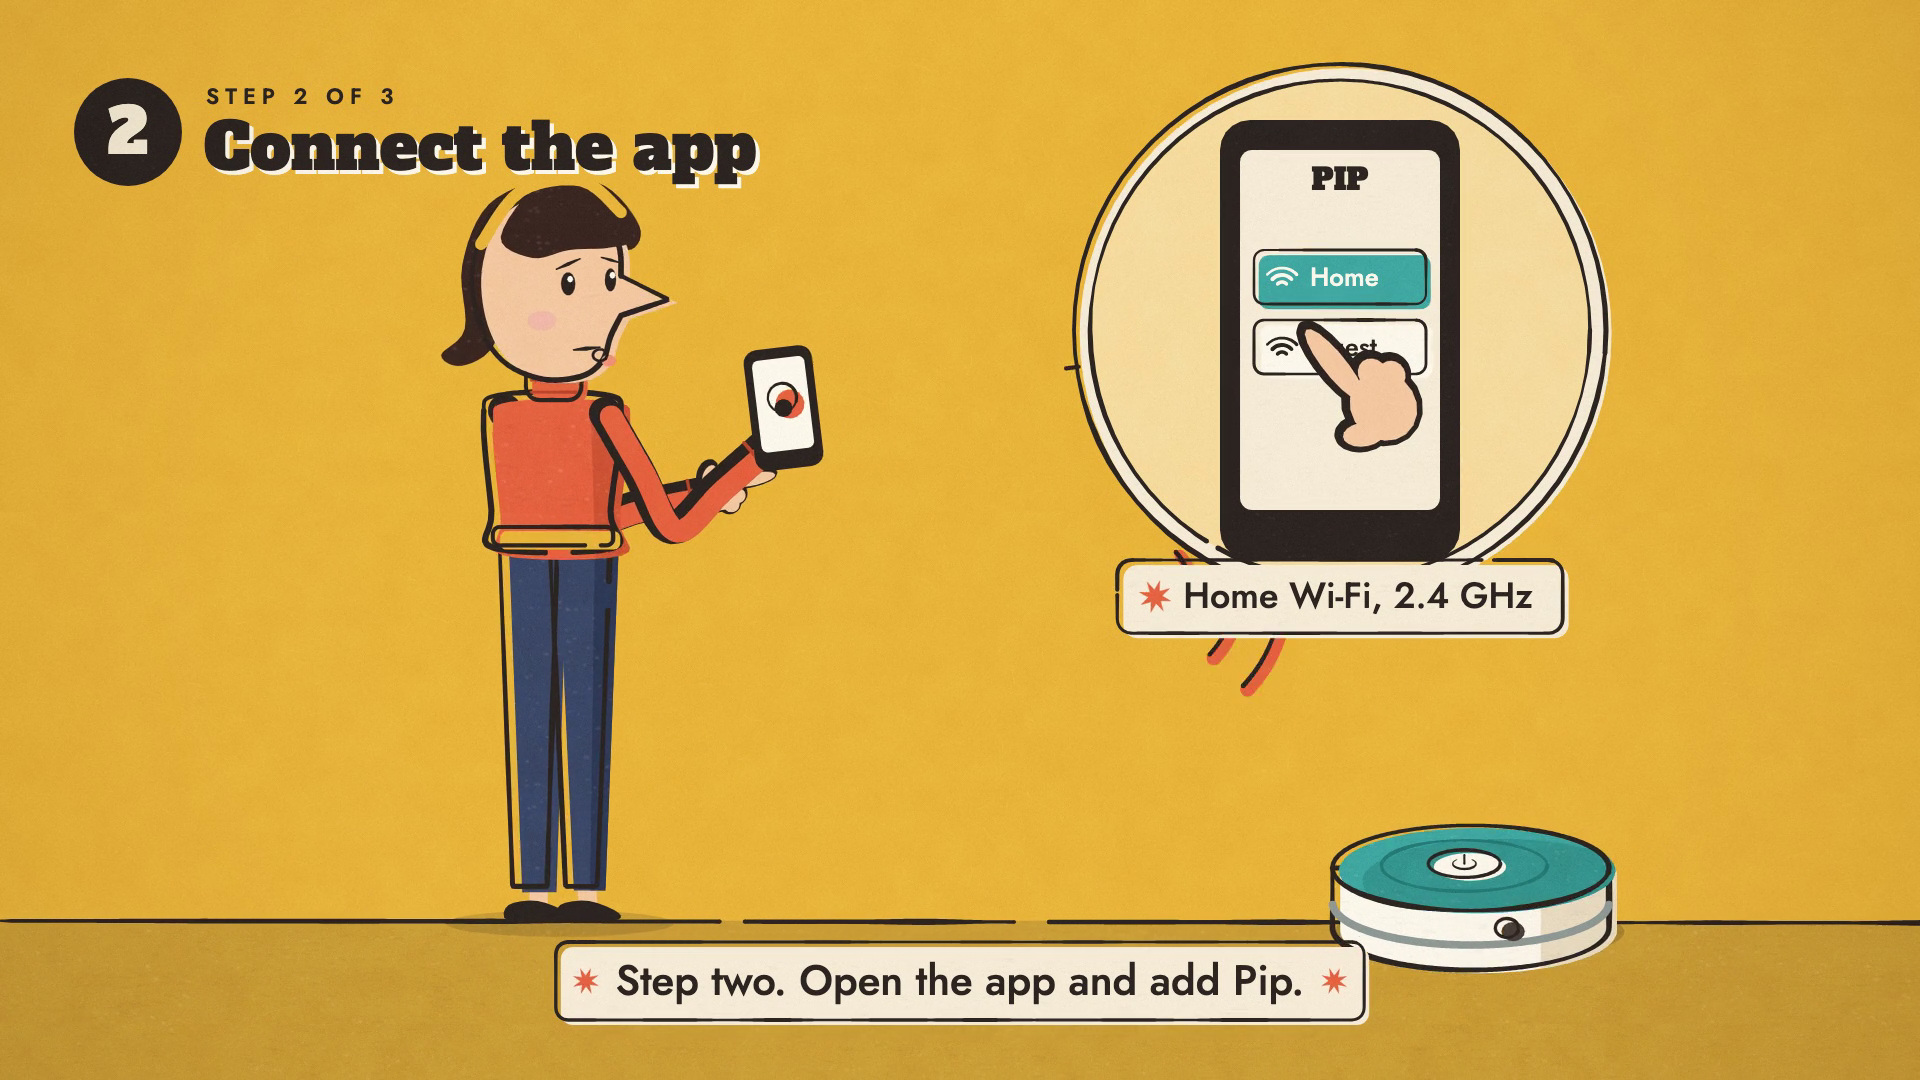 2
STEP 2 OF 3
Connect the app
PIP
Home
Home Wi-Fi, 2.4 GHz
Step two. Open the app and add Pip.